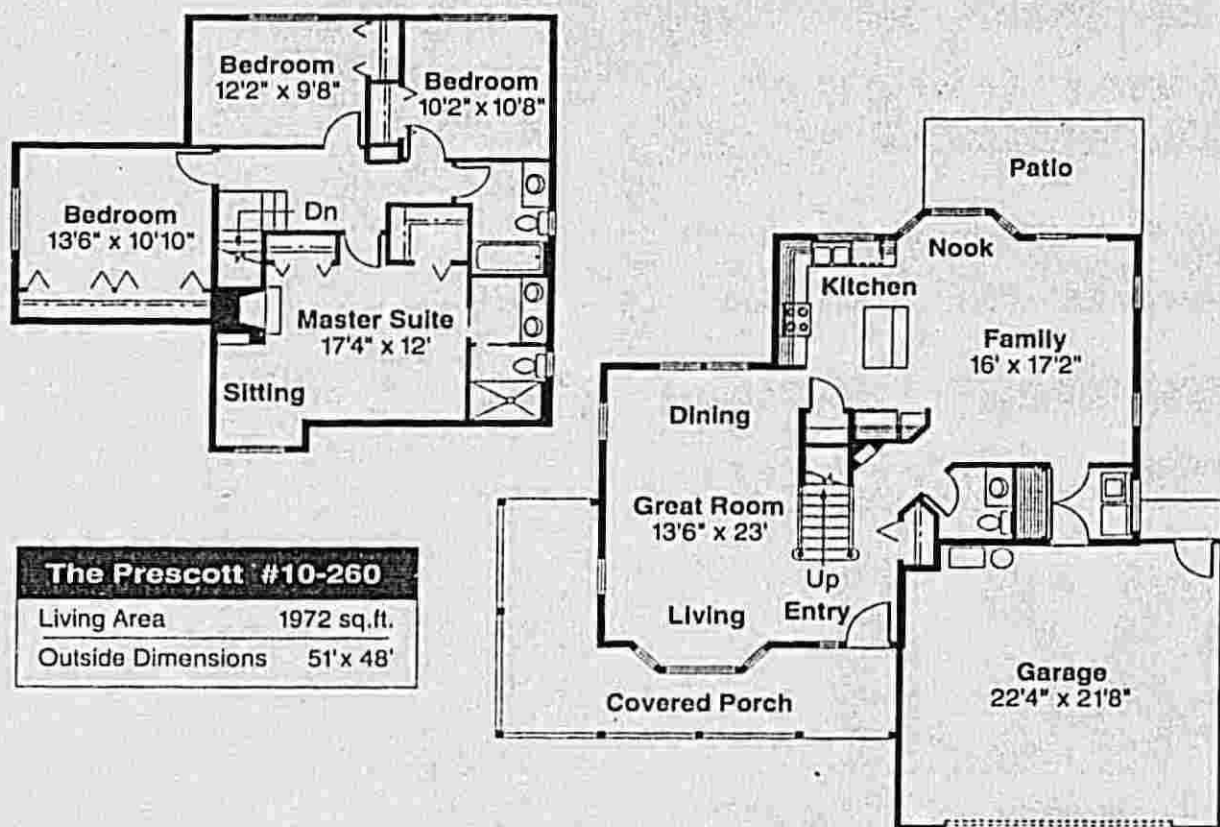 Bedroom
12'2" x 9'8"
Bedroom
10'2" x 10'8"
Bedroom
13'6" x 10'10"
Dn
Master Suite
17'4" x 12'
Sitting
Patio
Nook
Kitchen
Family
16' x 17'2"
Dining
Great Room
13'6" x 23'
Up
Living
Entry
Covered Porch
Garage
22'4" x 21'8"
The Prescott #10-260
Living Area 1972 sq.ft.
Outside Dimensions 51' x 48'